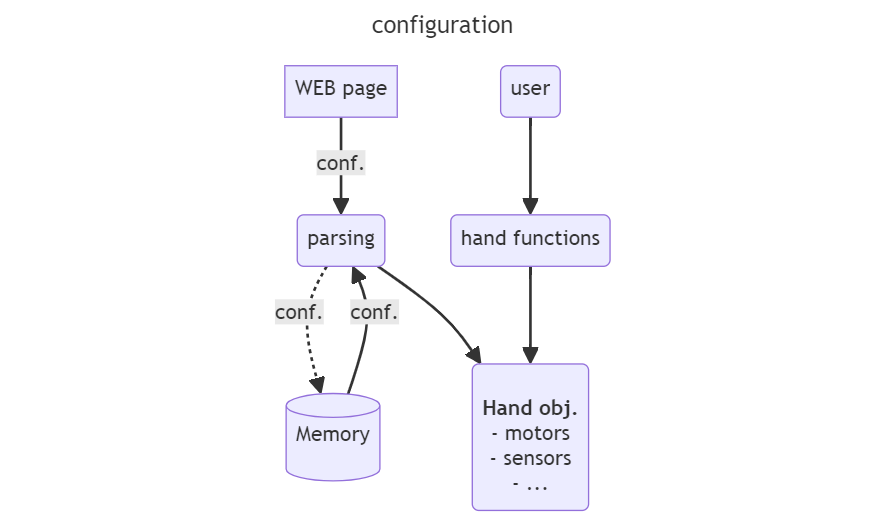 configuration
WEB page
user
conf.
parsing
hand functions
conf.
conf.
Hand obj.
- motors
- sensors
- ...
Memory